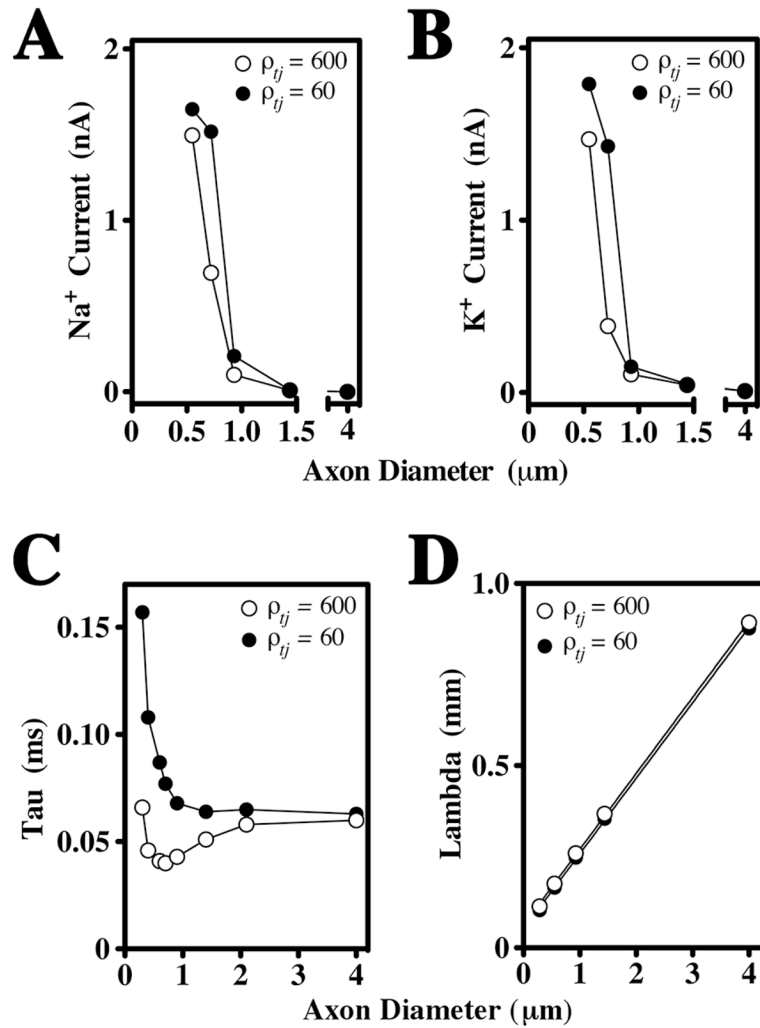 A
ρtj = 600
ρtj = 60
2
1
0
Na+ Current (nA)
0 0.5 1.0 1.5 4
B
ρtj = 600
ρtj = 60
2
1
0
K+ Current (nA)
0 0.5 1.0 1.5 4
Axon Diameter (μm)
C
ρtj = 600
ρtj = 60
0.15
0.10
0.05
0
Tau (ms)
0 1 2 3 4
D
ρtj = 600
ρtj = 60
1.0
0.5
0
Lambda (mm)
0 1 2 3 4
Axon Diameter (μm)